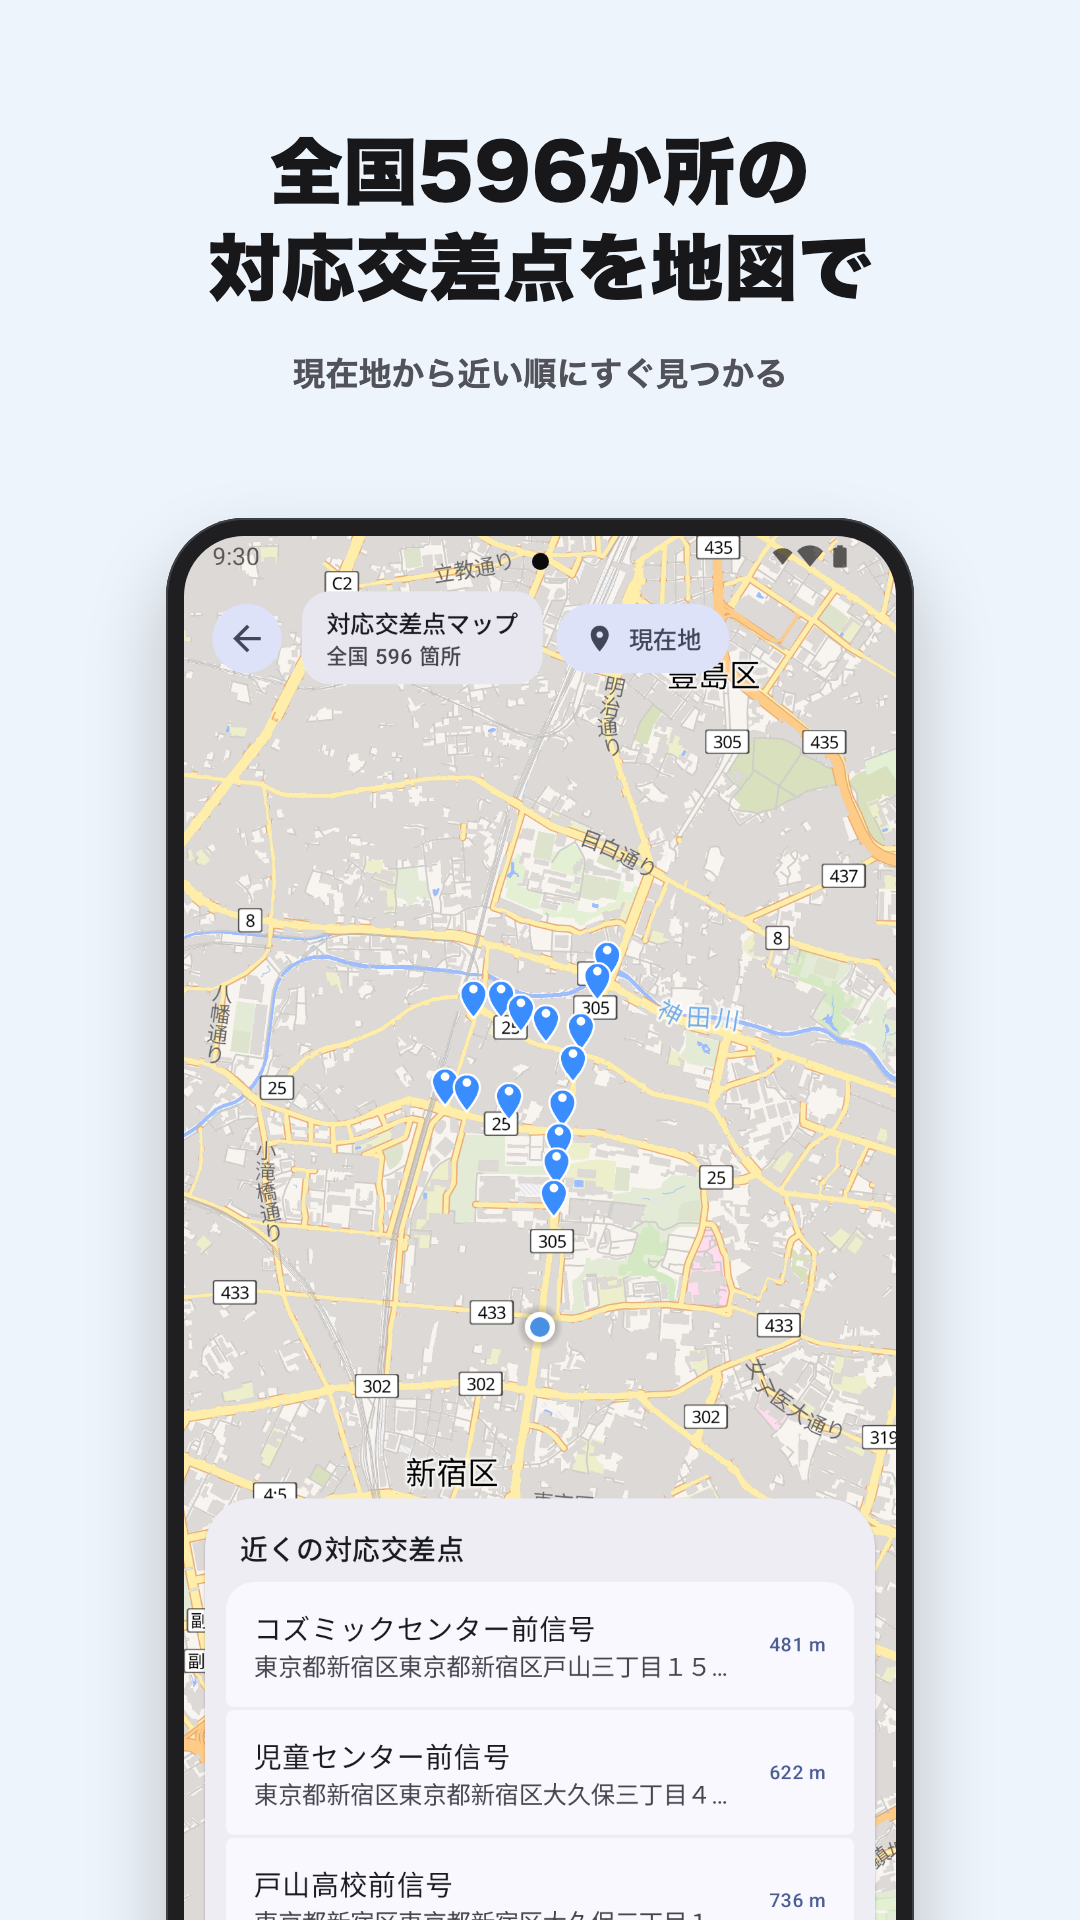 全国596か所の
対応交差点を地図で
現在地から近い順にすぐ見つかる
9:30
435
立教通り
C2
対応交差点マップ
全国 596 箇所
現在地
豊島区
明治通り
305
435
目白通り
437
8
8
八幡通り
305
25
神田川
25
25
小滝橋通り
25
305
433
433
433
302
302
女子医大通り
302
319
新宿区
4:5
近くの対応交差点
コズミックセンター前信号
481 m
東京都新宿区東京都新宿区戸山三丁目１５...
副
副
児童センター前信号
622 m
東京都新宿区東京都新宿区大久保三丁目４...
戸山高校前信号
736 m